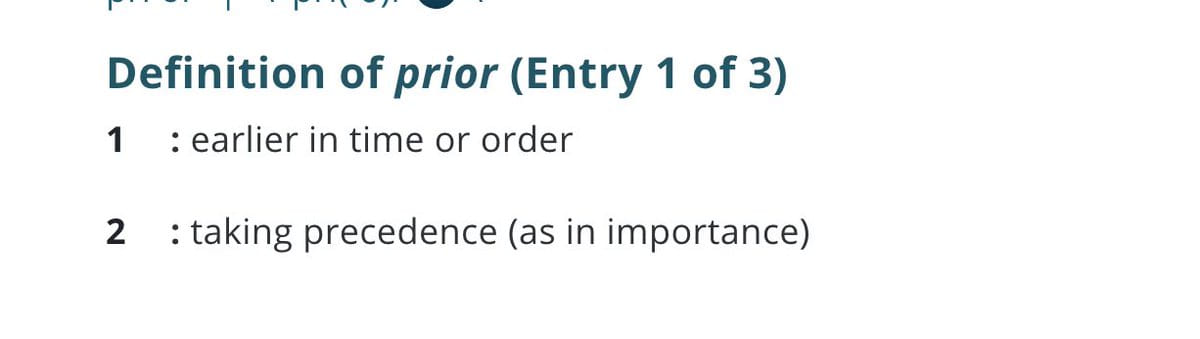 Definition of prior (Entry 1 of 3)
1 : earlier in time or order
2 : taking precedence (as in importance)